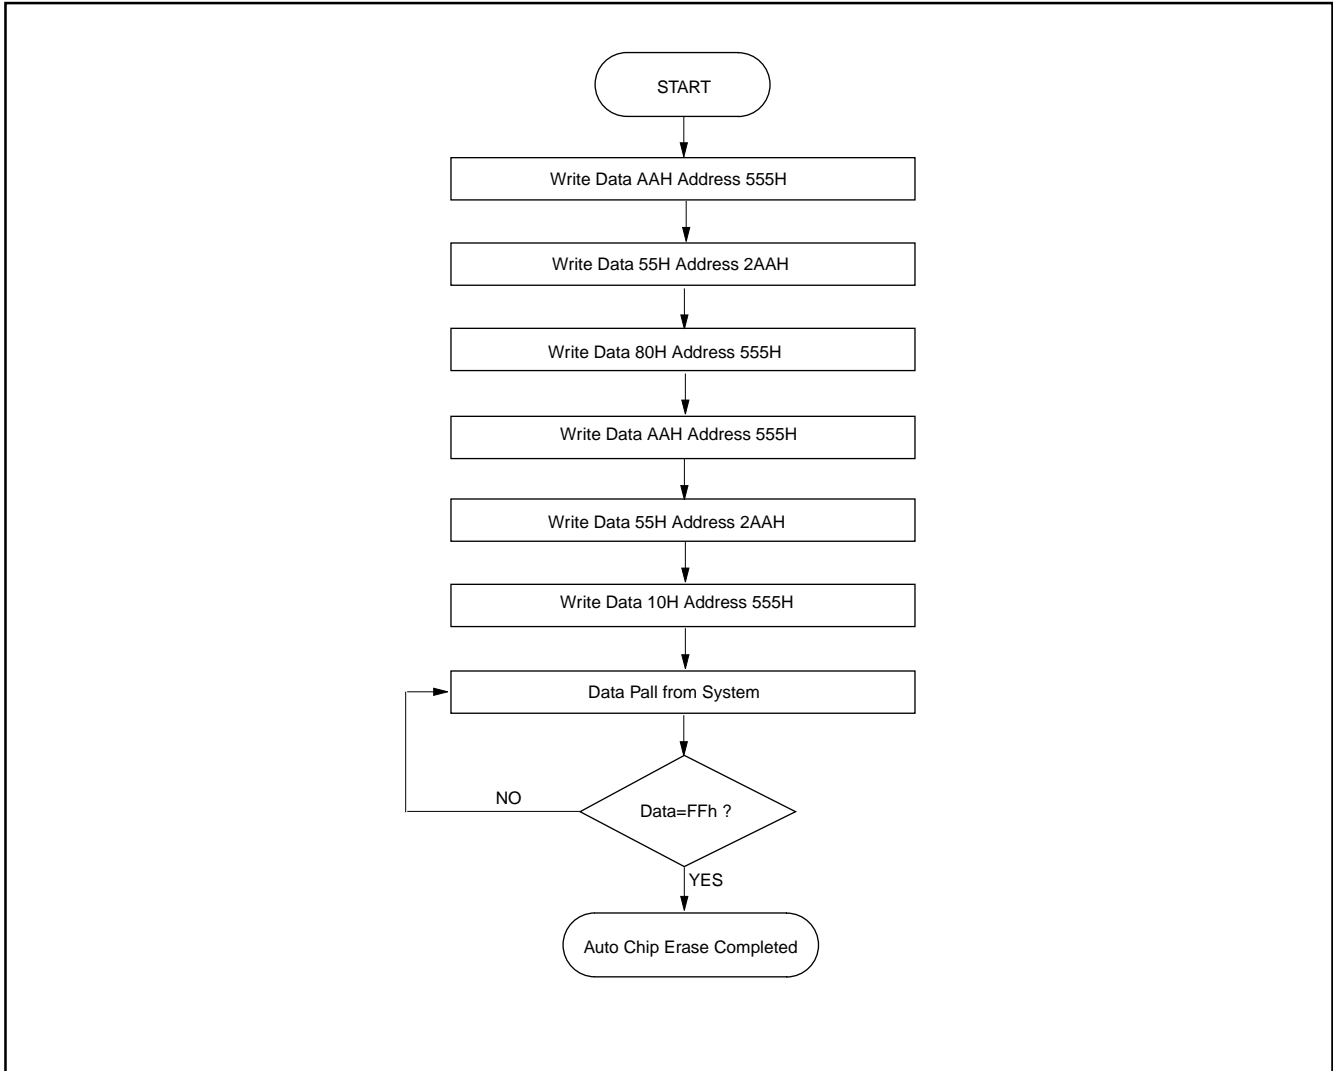 START
Write Data AAH Address 555H
Write Data 55H Address 2AAH
Write Data 80H Address 555H
Write Data AAH Address 555H
Write Data 55H Address 2AAH
Write Data 10H Address 555H
Data Pall from System
NO
Data=FFh ?
YES
Auto Chip Erase Completed